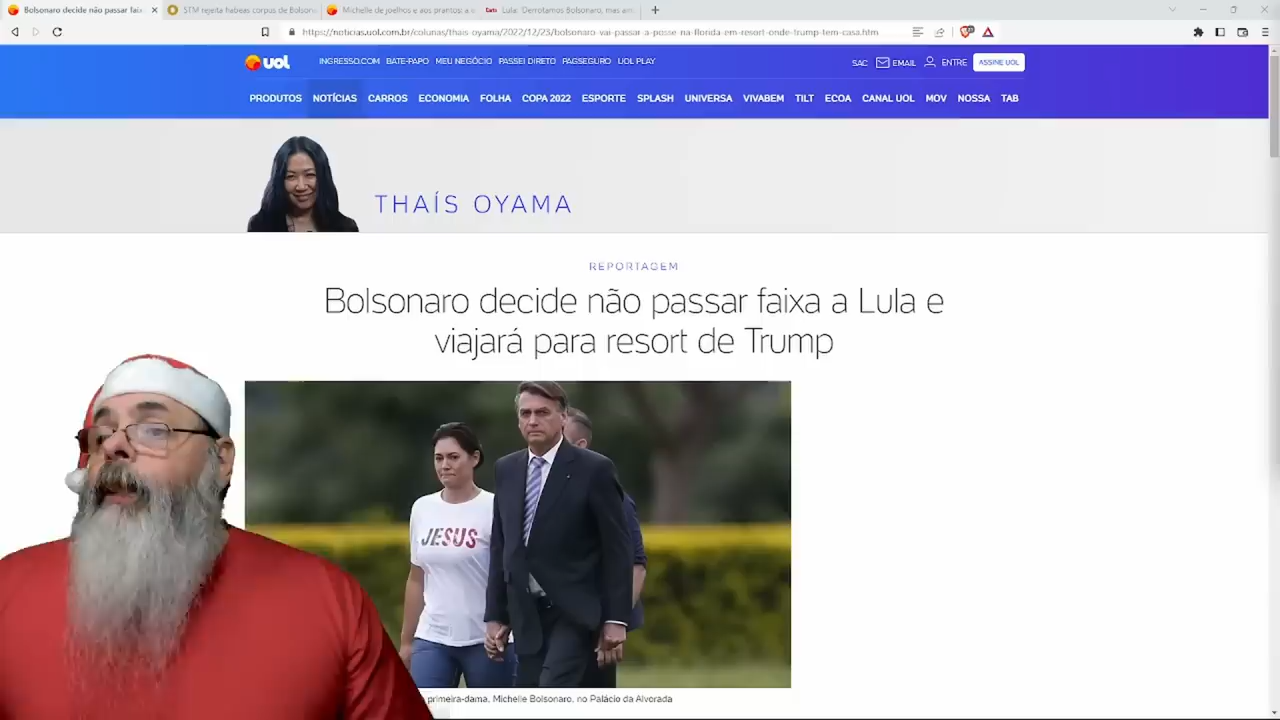 Bolsonaro decide não passar faix
STM rejeita habeas corpus de Bolson
Michelle de joelhos e aos prantos: a o
Lula: 'Derrotamos Bolsonaro, mas ain
https://noticias.uol.com.br/colunas/thais-oyama/2022/12/23/bolsonaro-vai-passar-a-posse-na-florida-em-resort-onde-trump-tem-casa.htm
UOL
INGRESSO.COM BATE-PAPO MEU NEGÓCIO PASSEI DIRETO PAGSEGURO UOL PLAY
SAC EMAIL ENTRE ASSINE UOL
PRODUTOS NOTÍCIAS CARROS ECONOMIA FOLHA COPA 2022 ESPORTE SPLASH UNIVERSA VIVABEM TILT ECOA CANAL UOL MOV NOSSA TAB
THAÍS OYAMA
REPORTAGEM
Bolsonaro decide não passar faixa a Lula e
viajará para resort de Trump
JESUS
primeira-dama, Michelle Bolsonaro, no Palácio da Alvorada